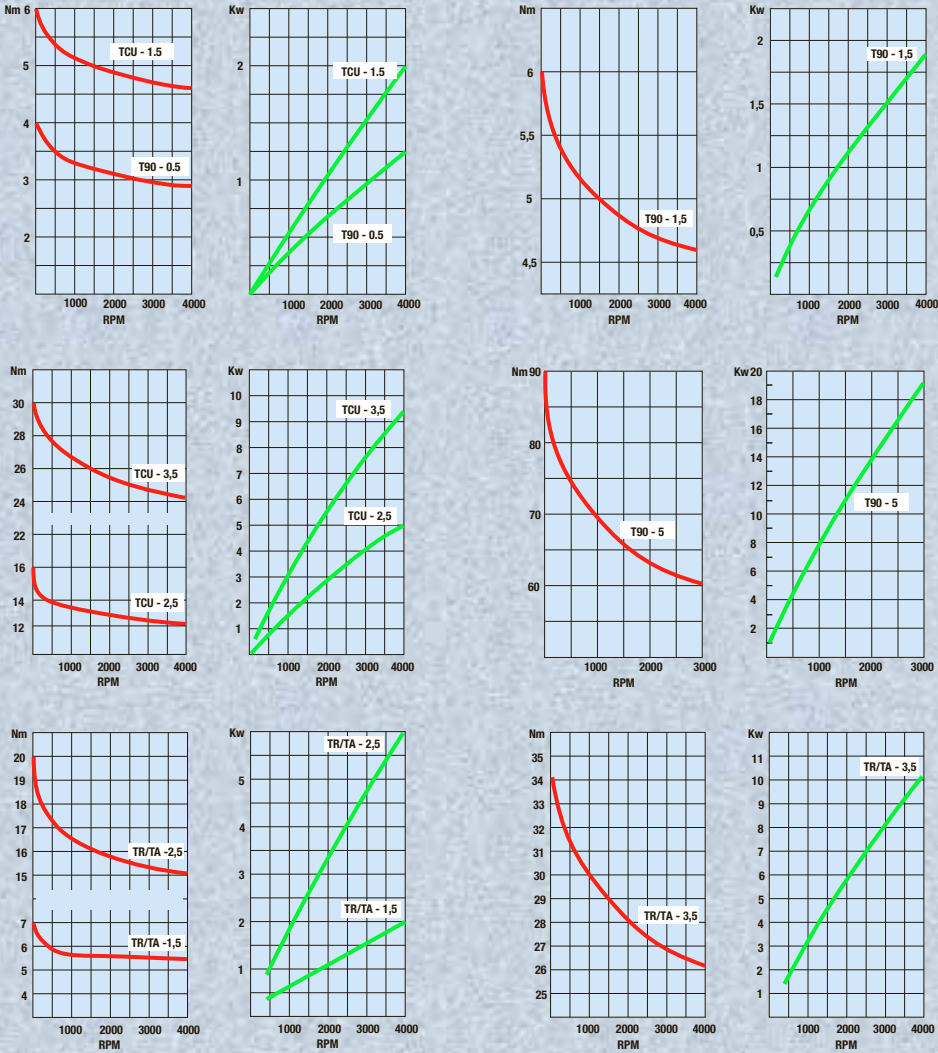 Nm 6
5
4
3
2
TCU - 1.5
T90 - 0.5
1000 2000 3000 4000
RPM
Kw
2
1
TCU - 1.5
T90 - 0.5
1000 2000 3000 4000
RPM
Nm
6
5,5
5
4,5
T90 - 1,5
1000 2000 3000 4000
RPM
Kw
2
1,5
1
0,5
T90 - 1,5
1000 2000 3000 4000
RPM
Nm
30
28
26
24
22
16
14
12
TCU - 3,5
TCU - 2,5
1000 2000 3000 4000
RPM
Kw
10
9
8
7
6
5
4
3
2
1
TCU - 3,5
TCU - 2,5
1000 2000 3000 4000
RPM
Nm 90
80
70
60
T90 - 5
1000 2000 3000
RPM
Kw 20
18
16
14
12
10
8
6
4
2
T90 - 5
1000 2000 3000
RPM
Nm
20
19
18
17
16
15
7
6
5
4
TR/TA -2,5
TR/TA -1,5
1000 2000 3000 4000
RPM
Kw
5
4
3
2
1
TR/TA - 2,5
TR/TA - 1,5
1000 2000 3000 4000
RPM
Nm
35
34
33
32
31
30
29
28
27
26
25
TR/TA - 3,5
1000 2000 3000 4000
RPM
Kw
11
10
9
8
7
6
5
4
3
2
1
TR/TA - 3,5
1000 2000 3000 4000
RPM